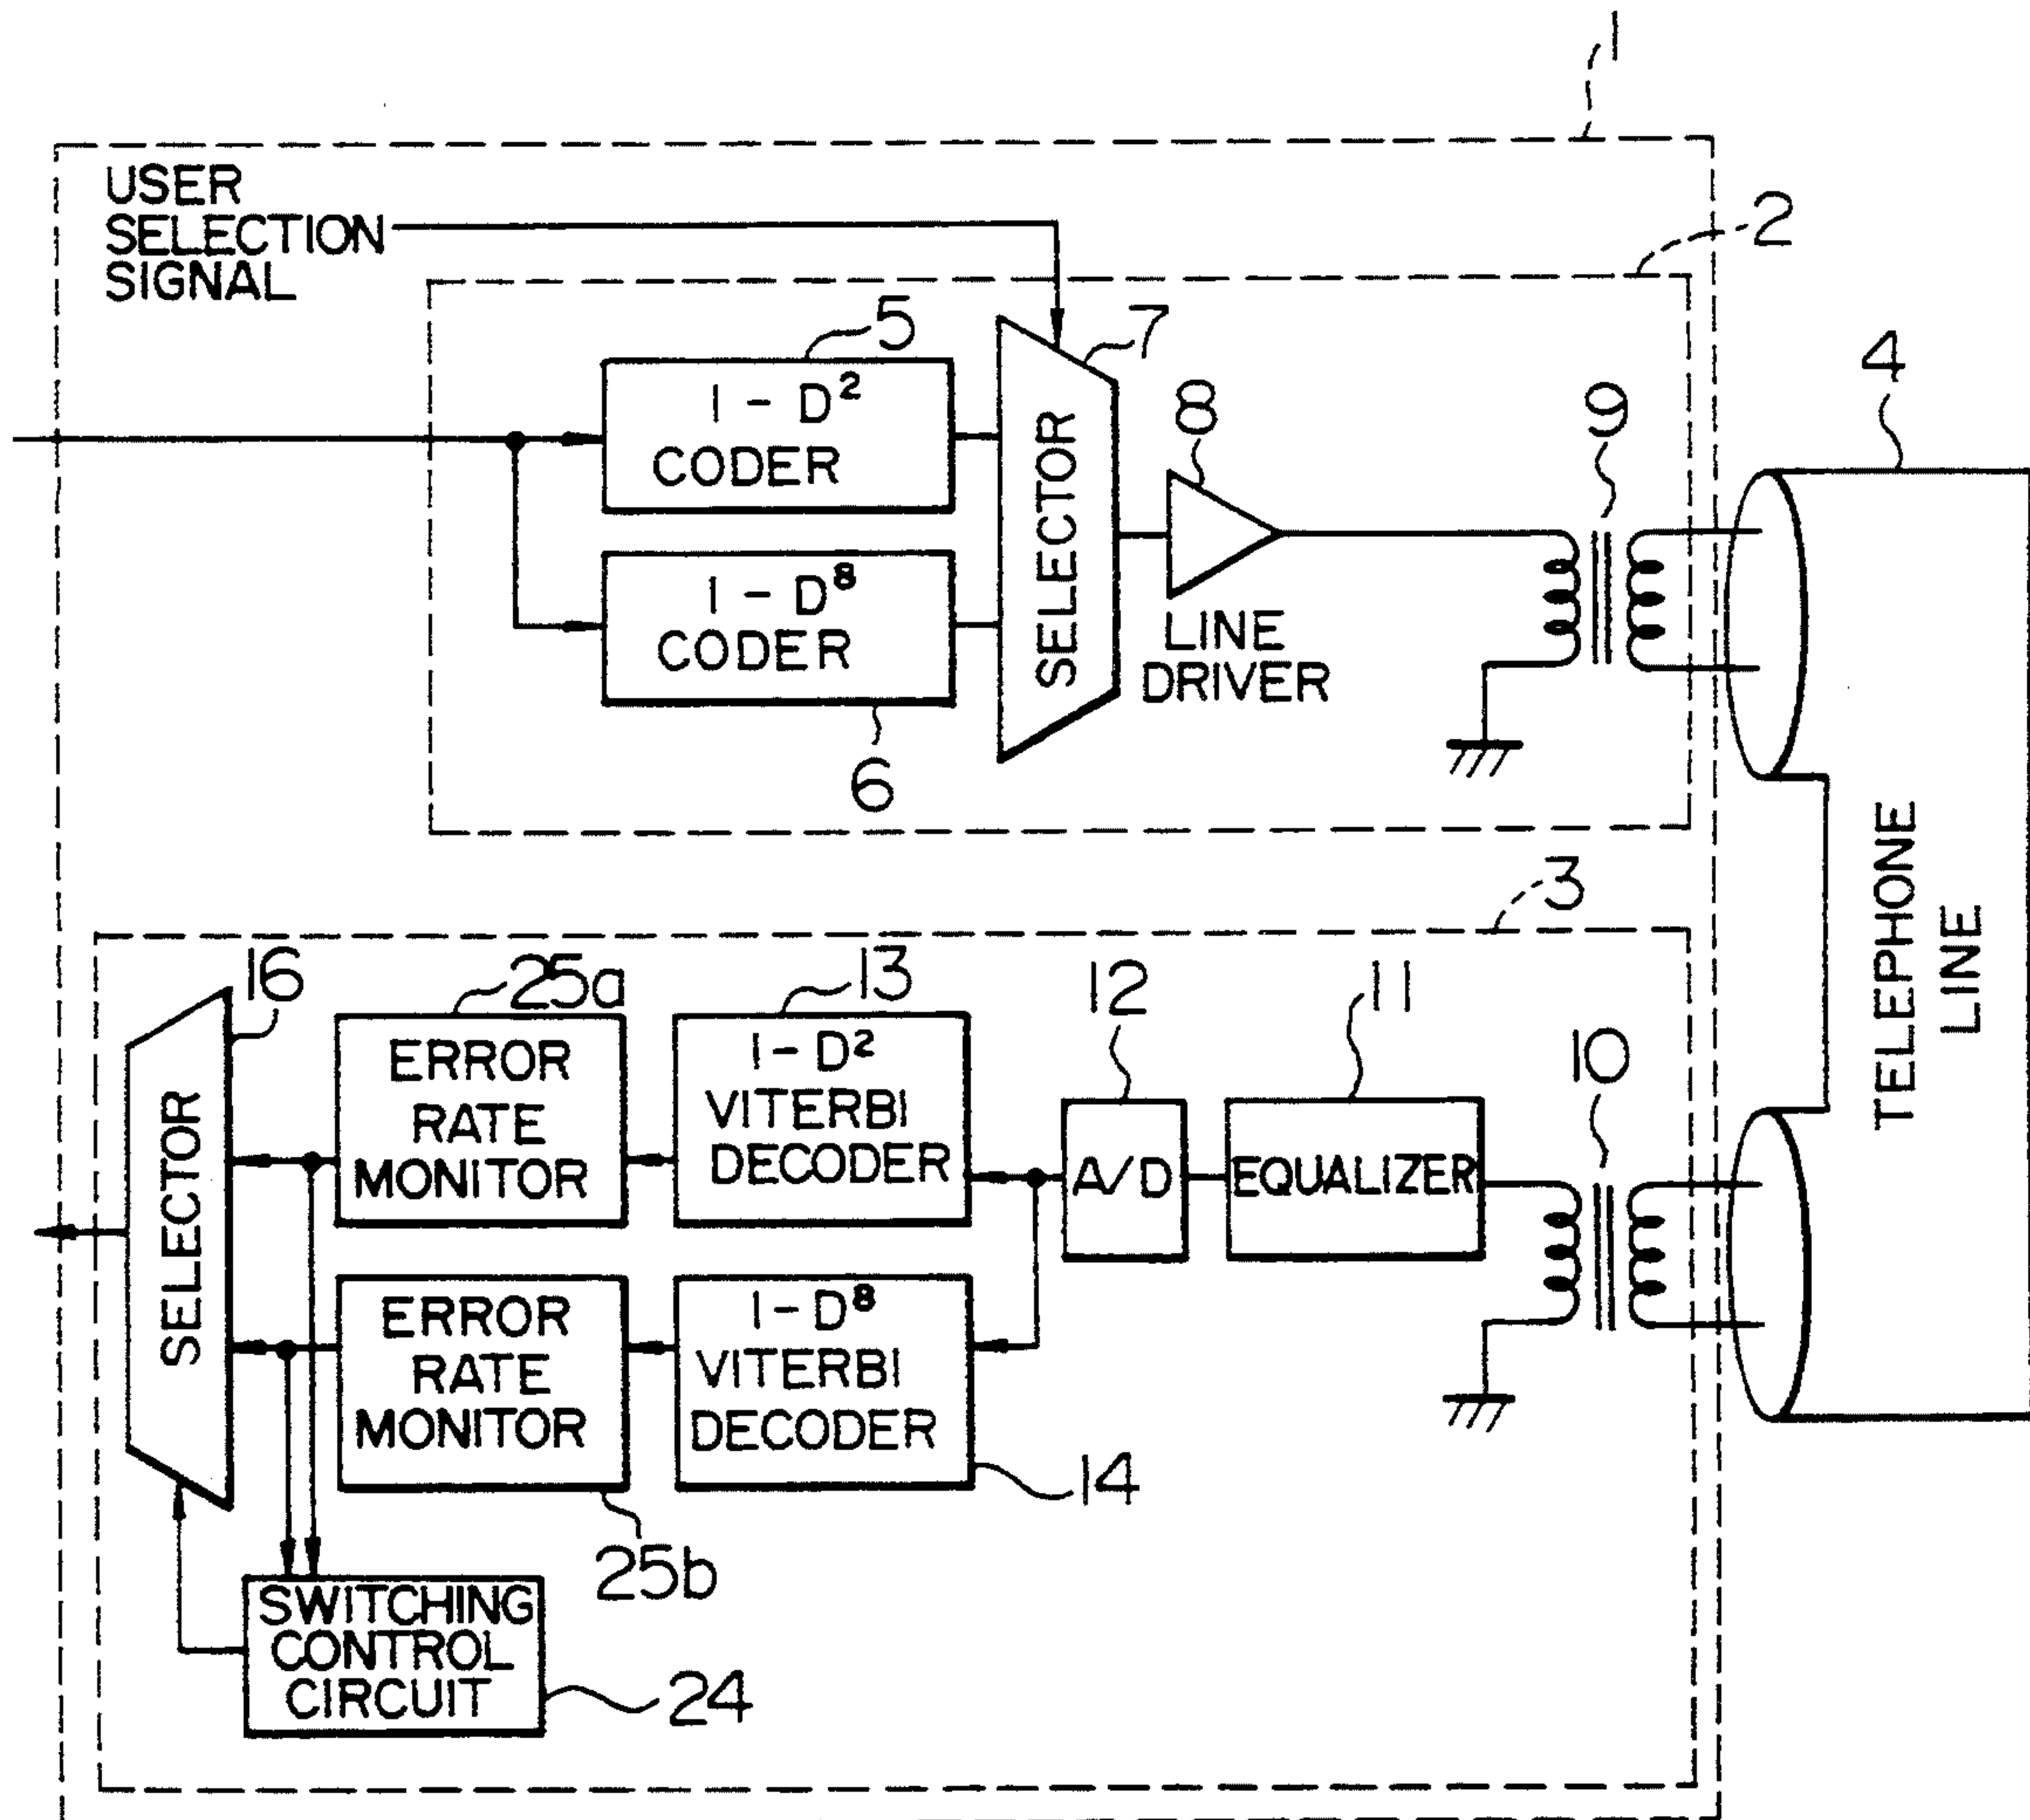 1
USER
SELECTION
SIGNAL
2
5
7
1 - D²
CODER
8
9
4
1 - D⁸
CODER
SELECTOR
LINE
DRIVER
6
TELEPHONE
LINE
3
16
25a
13
12
11
10
ERROR
RATE
MONITOR
1 - D²
VITERBI
DECODER
A/D
EQUALIZER
SELECTOR
ERROR
RATE
MONITOR
1 - D⁸
VITERBI
DECODER
14
25b
SWITCHING
CONTROL
CIRCUIT
24